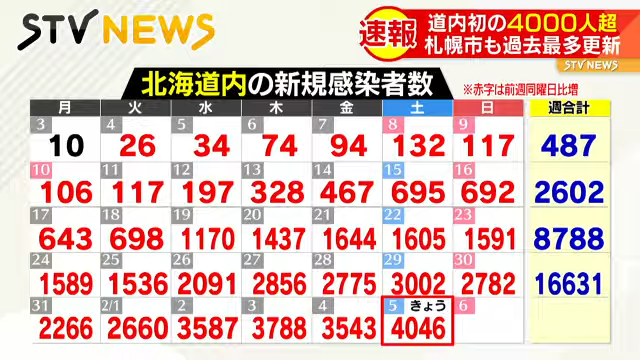 STV NEWS
速報
道内初の4000人超
札幌市も過去最多更新
STV NEWS
北海道内の新規感染者数
※赤字は前週同曜日比増
月 火 水 木 金 土 日 週合計
3 4 5 6 7 8 9
10 26 34 74 94 132 117 487
10 11 12 13 14 15 16
106 117 197 328 467 695 692 2602
17 18 19 20 21 22 23
643 698 1170 1437 1644 1605 1591 8788
24 25 26 27 28 29 30
1589 1536 2091 2856 2775 3002 2782 16631
31 2/1 2 3 4 5 きょう 6
2266 2660 3587 3788 3543 4046